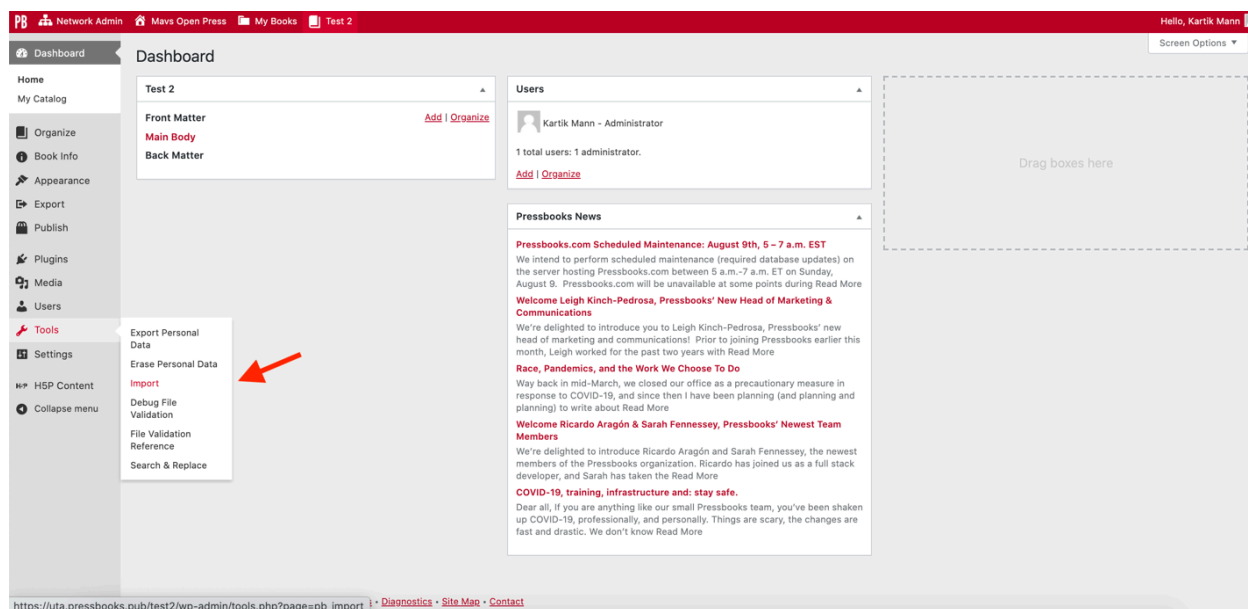 PB Network Admin Mavs Open Press My Books Test 2 Hello, Kartik Mann
Screen Options ▼
Dashboard
Home
My Catalog
Organize
Book Info
Appearance
Export
Publish
Plugins
Media
Users
Tools
Settings
H-P H5P Content
Collapse menu
Export Personal
Data
Erase Personal Data
Import
Debug File
Validation
File Validation
Reference
Search & Replace
Dashboard
Test 2
Front Matter Add | Organize
Main Body
Back Matter
Users
Kartik Mann - Administrator
1 total users: 1 administrator.
Add | Organize
Pressbooks News
Pressbooks.com Scheduled Maintenance: August 9th, 5 – 7 a.m. EST
We intend to perform scheduled maintenance (required database updates) on
the server hosting Pressbooks.com between 5 a.m.-7 a.m. ET on Sunday,
August 9. Pressbooks.com will be unavailable at some points during Read More
Welcome Leigh Kinch-Pedrosa, Pressbooks' New Head of Marketing &
Communications
We're delighted to introduce you to Leigh Kinch-Pedrosa, Pressbooks' new
head of marketing and communications! Prior to joining Pressbooks earlier this
month, Leigh worked for the past two years with Read More
Race, Pandemics, and the Work We Choose To Do
Way back in mid-March, we closed our office as a precautionary measure in
response to COVID-19, and since then I have been planning (and planning and
planning) to write about Read More
Welcome Ricardo Aragón & Sarah Fennessey, Pressbooks' Newest Team
Members
We're delighted to introduce Ricardo Aragón and Sarah Fennessey, the newest
members of the Pressbooks organization. Ricardo has joined us as a full stack
developer, and Sarah has taken the Read More
COVID-19, training, infrastructure and: stay safe.
Dear all, If you are anything like our small Pressbooks team, you've been shaken
up COVID-19, professionally, and personally. Things are scary, the changes are
fast and drastic. We don't know Read More
Drag boxes here
https://uta.pressbooks.pub/test2/wp-admin/tools.php?page=pb_import • Diagnostics • Site Map • Contact